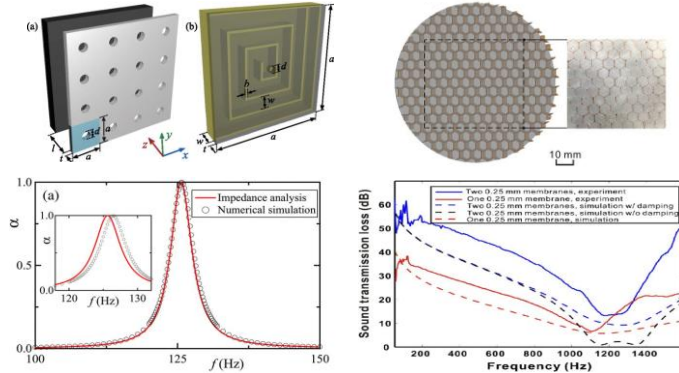 (a)
(b)
d
a
l
t
a
z
y
x
d
b
w
a
w
t
a
10 mm
(a)
Impedance analysis
Numerical simulation
α
1.0
0.5
0.0
100
125
150
f (Hz)
α
1.0
0.5
0.0
120
130
f (Hz)
Two 0.25 mm membranes, experiment
One 0.25 mm membrane, experiment
Two 0.25 mm membranes, simulation w/ damping
Two 0.25 mm membranes, simulation w/o damping
One 0.25 mm membrane, simulation
Sound transmission loss (dB)
60
50
40
30
20
10
0
200
400
600
800
1000
1200
1400
Frequency (Hz)